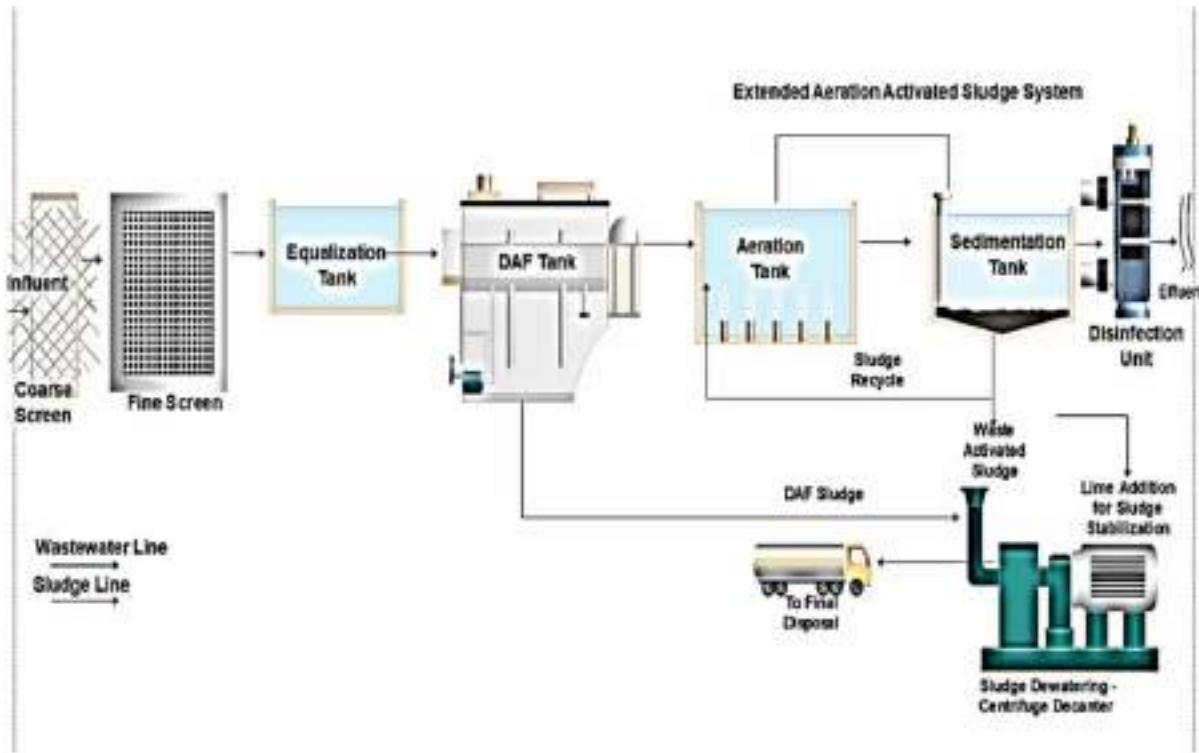 Extended Aeration Activated Sludge System
Influent
Coarse
Screen
Fine Screen
Equalization
Tank
DAF Tank
Aeration
Tank
Sedimentation
Tank
Effluent
Disinfection
Unit
Sludge
Recycle
Waste
Activated
Sludge
DAF Sludge
Lime Addition
for Sludge
Stabilization
Wastewater Line
Sludge Line
To Final
Disposal
Sludge Dewatering -
Centrifuge Decanter